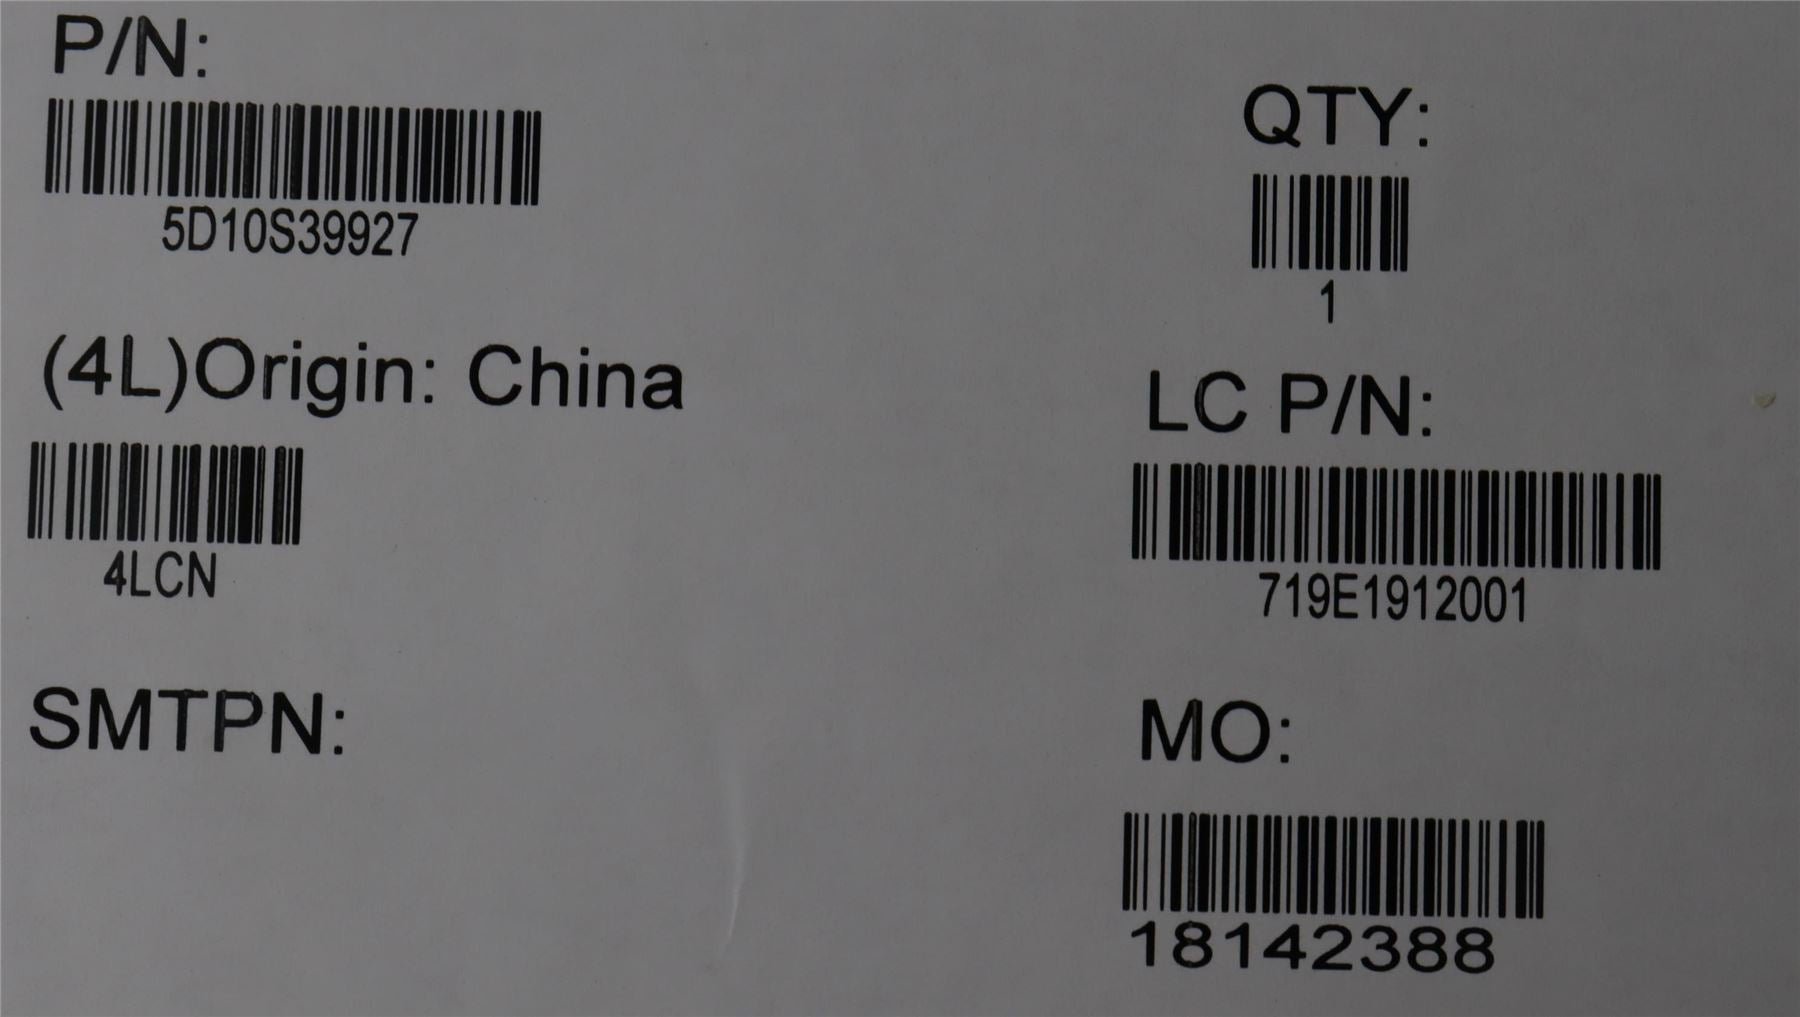 P/N:
5D10S39927
(4L)Origin: China
4LCN
SMTPN:
QTY:
1
LC P/N:
719E1912001
MO:
18142388